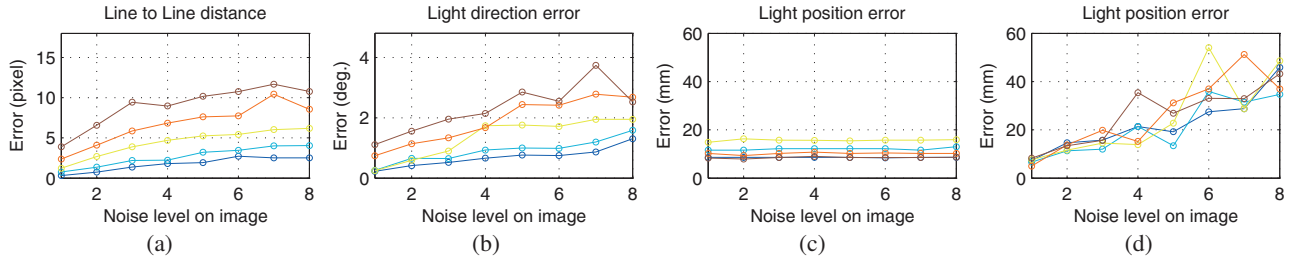 Line to Line distance
Error (pixel)
15
10
5
0
2 4 6 8
Noise level on image
(a)
Light direction error
Error (deg.)
4
2
0
2 4 6 8
Noise level on image
(b)
Light position error
Error (mm)
60
40
20
0
2 4 6 8
Noise level on image
(c)
Light position error
Error (mm)
60
40
20
0
2 4 6 8
Noise level on image
(d)